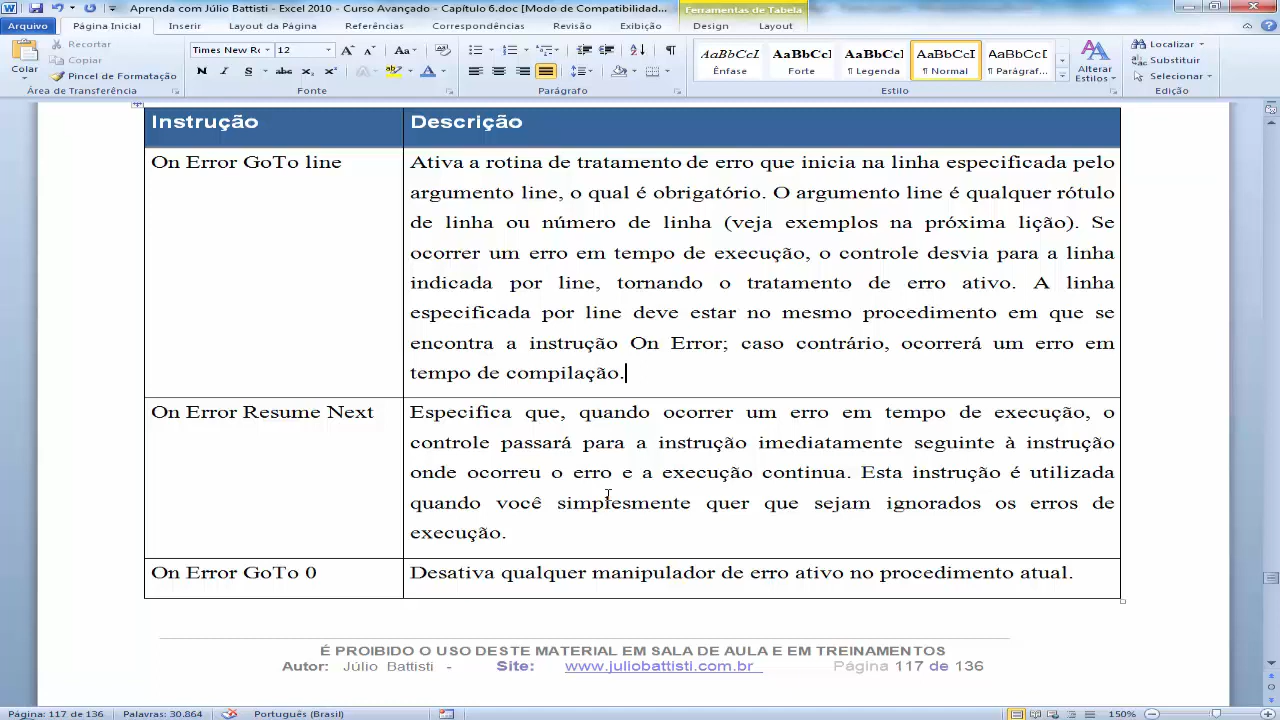 Aprenda com Júlio Battisti - Excel 2010 - Curso Avançado - Capítulo 6.doc [Modo de Compatibilidad...
Ferramentas de Tabela
Arquivo Página Inicial Inserir Layout da Página Referências Correspondências Revisão Exibição Design Layout
Colar
Recortar
Copiar
Pincel de Formatação
Área de Transferência
Times New Rc 12
Fonte
Parágrafo
AaBbCcI AaBbCcI AaBbCcI AaBbCcI AaBbCcI
Ênfase Forte ¶ Legenda ¶ Normal ¶ Parágraf...
Alterar
Estilos
Estilo
Localizar
Substituir
Selecionar
Edição
Instrução Descrição
On Error GoTo line
Ativa a rotina de tratamento de erro que inicia na linha especificada pelo
argumento line, o qual é obrigatório. O argumento line é qualquer rótulo
de linha ou número de linha (veja exemplos na próxima lição). Se
ocorrer um erro em tempo de execução, o controle desvia para a linha
indicada por line, tornando o tratamento de erro ativo. A linha
especificada por line deve estar no mesmo procedimento em que se
encontra a instrução On Error; caso contrário, ocorrerá um erro em
tempo de compilação.
On Error Resume Next
Especifica que, quando ocorrer um erro em tempo de execução, o
controle passará para a instrução imediatamente seguinte à instrução
onde ocorreu o erro e a execução continua. Esta instrução é utilizada
quando você simplesmente quer que sejam ignorados os erros de
execução.
On Error GoTo 0
Desativa qualquer manipulador de erro ativo no procedimento atual.
É PROIBIDO O USO DESTE MATERIAL EM SALA DE AULA E EM TREINAMENTOS
Autor: Júlio Battisti - Site: www.juliobattisti.com.br Página 117 de 136
Página: 117 de 136 Palavras: 30.864 Português (Brasil) 150%